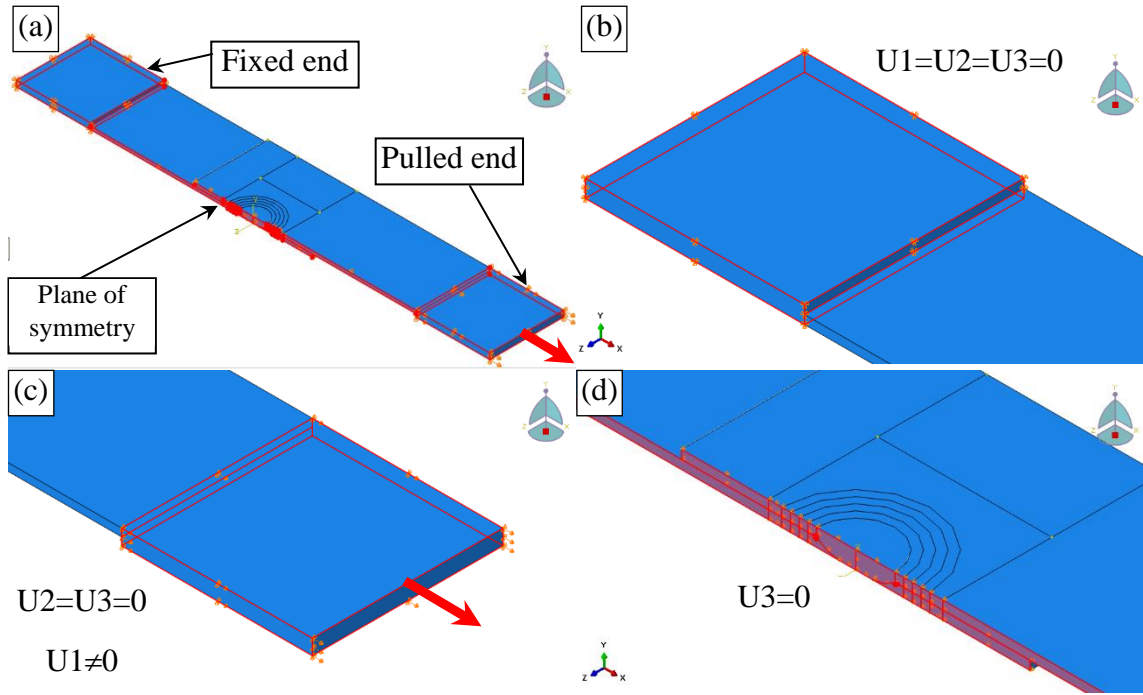 (a)
Fixed end
Pulled end
Plane of
symmetry
Y
Z
X
Y
Z
X
(b)
U1=U2=U3=0
Y
Z
X
(c)
U2=U3=0
U1≠0
Y
Z
X
Y
Z
X
(d)
U3=0
Y
Z
X